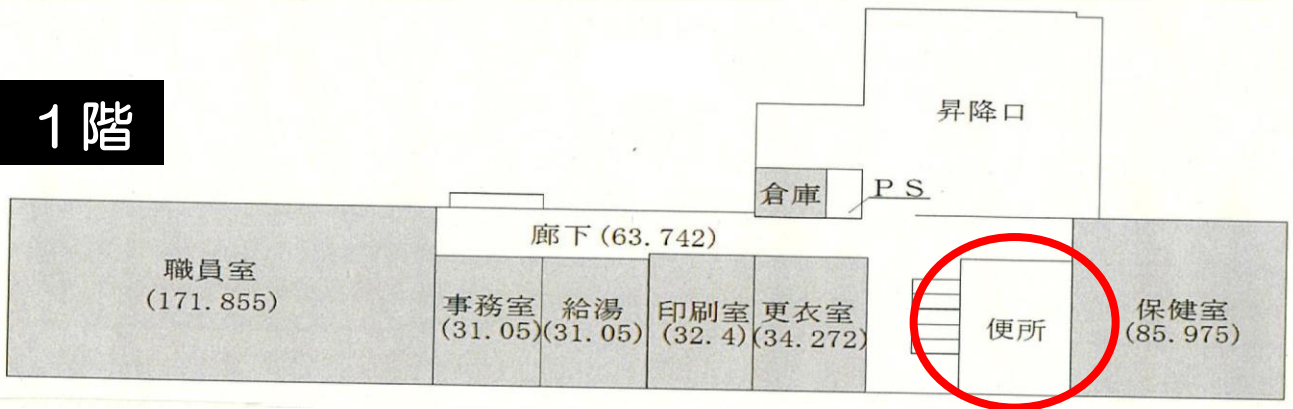 1階
昇降口
倉庫
PS
廊下(63.742)
職員室
(171.855)
事務室
(31.05)
給湯
(31.05)
印刷室
(32.4)
更衣室
(34.272)
便所
保健室
(85.975)